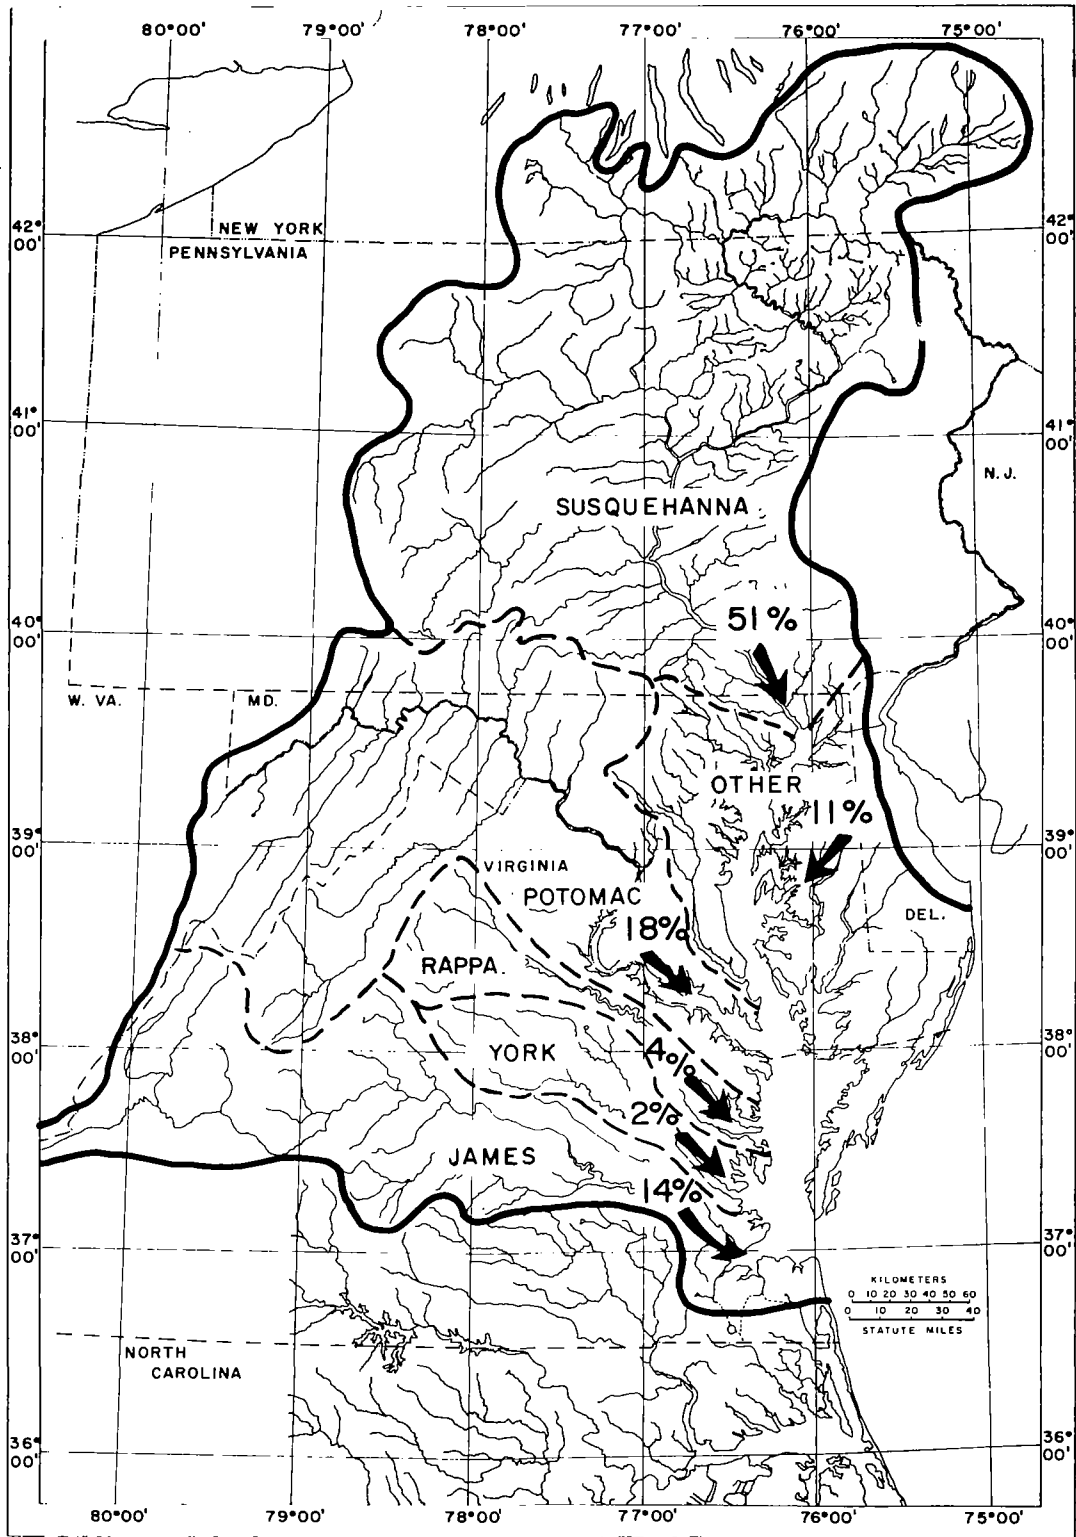 80°00' 79°00' 78°00' 77°00' 76°00' 75°00'
42°
00'
NEW YORK
PENNSYLVANIA
42°
00'
41°
00'
41°
00'
N.J.
SUSQUEHANNA
51%
40°
00'
40°
00'
W. VA.
MD.
OTHER
11%
39°
00'
39°
00'
VIRGINIA
POTOMAC
18%
DEL.
RAPPA.
38°
00'
38°
00'
YORK
4%
2%
JAMES
14%
37°
00'
37°
00'
KILOMETERS
0 10 20 30 40 50 60
0 10 20 30 40
STATUTE MILES
NORTH
CAROLINA
36°
00'
36°
00'
80°00' 79°00' 78°00' 77°00' 76°00' 75°00'